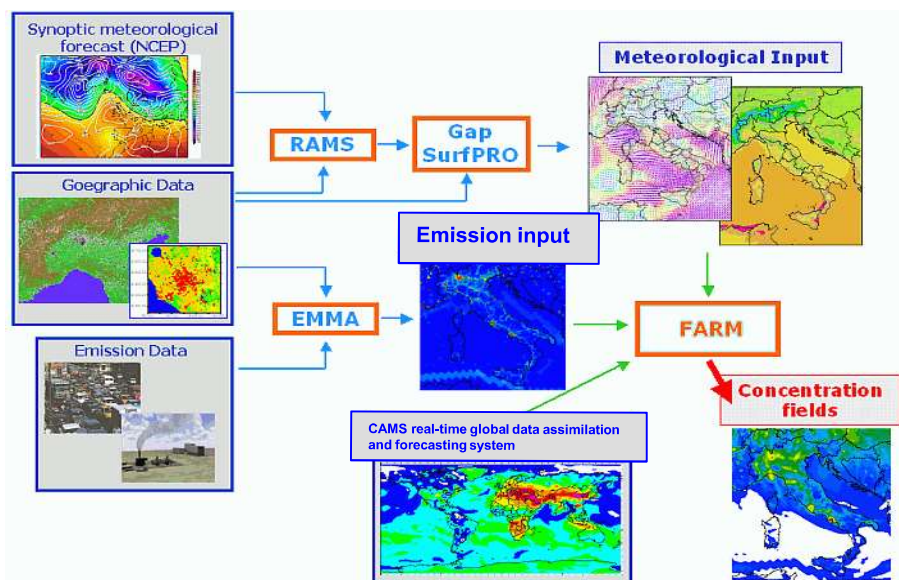 Synoptic meteorological
forecast (NCEP)
Meteorological Input
RAMS
Gap
SurfPRO
Goegraphic Data
Emission input
EMMA
FARM
Emission Data
Concentration
fields
CAMS real-time global data assimilation
and forecasting system